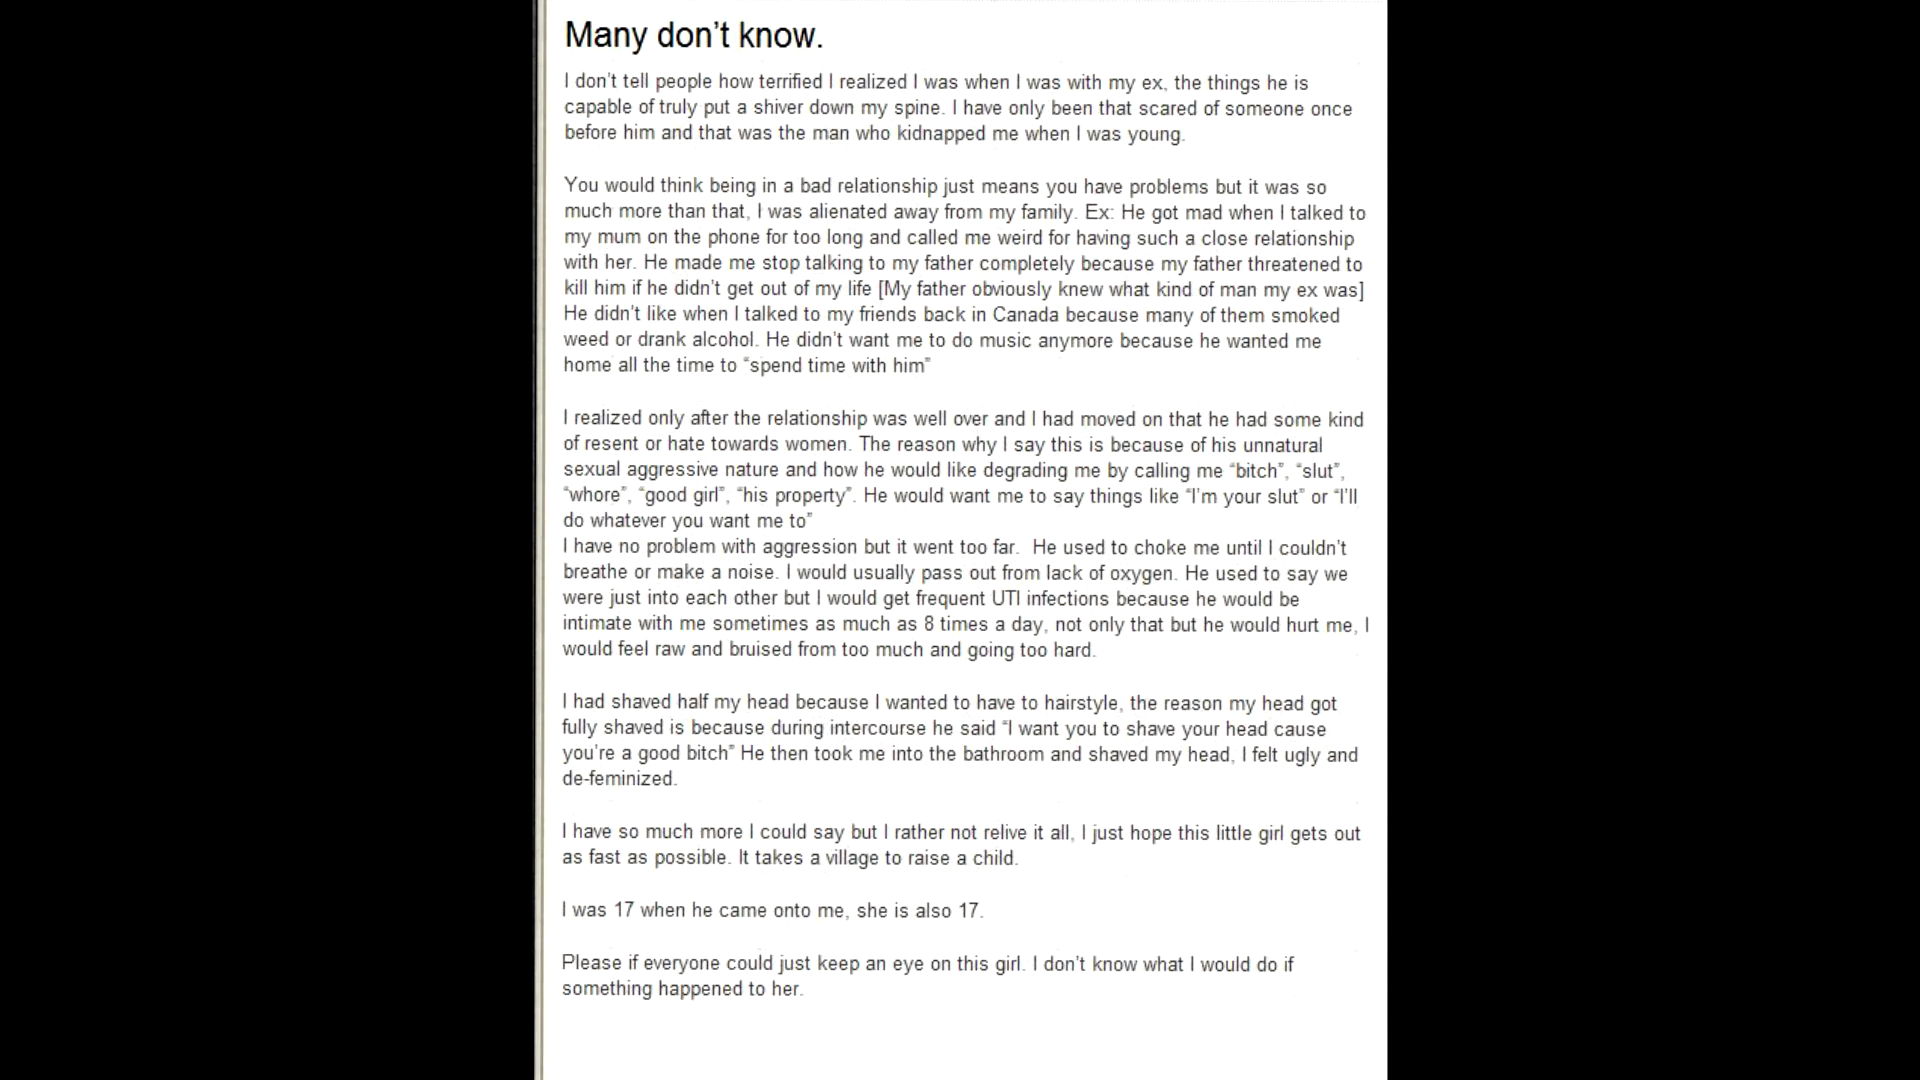 Many don't know.
I don't tell people how terrified I realized I was when I was with my ex, the things he is
capable of truly put a shiver down my spine. I have only been that scared of someone once
before him and that was the man who kidnapped me when I was young.
You would think being in a bad relationship just means you have problems but it was so
much more than that, I was alienated away from my family. Ex: He got mad when I talked to
my mum on the phone for too long and called me weird for having such a close relationship
with her. He made me stop talking to my father completely because my father threatened to
kill him if he didn't get out of my life [My father obviously knew what kind of man my ex was]
He didn't like when I talked to my friends back in Canada because many of them smoked
weed or drank alcohol. He didn't want me to do music anymore because he wanted me
home all the time to “spend time with him”
I realized only after the relationship was well over and I had moved on that he had some kind
of resent or hate towards women. The reason why I say this is because of his unnatural
sexual aggressive nature and how he would like degrading me by calling me “bitch”, “slut”,
“whore”, “good girl”, “his property”. He would want me to say things like “I'm your slut” or “I'll
do whatever you want me to”
I have no problem with aggression but it went too far.  He used to choke me until I couldn't
breathe or make a noise. I would usually pass out from lack of oxygen. He used to say we
were just into each other but I would get frequent UTI infections because he would be
intimate with me sometimes as much as 8 times a day, not only that but he would hurt me, I
would feel raw and bruised from too much and going too hard.
I had shaved half my head because I wanted to have to hairstyle, the reason my head got
fully shaved is because during intercourse he said “I want you to shave your head cause
you're a good bitch” He then took me into the bathroom and shaved my head, I felt ugly and
de-feminized.
I have so much more I could say but I rather not relive it all, I just hope this little girl gets out
as fast as possible. It takes a village to raise a child.
I was 17 when he came onto me, she is also 17.
Please if everyone could just keep an eye on this girl. I don't know what I would do if
something happened to her.